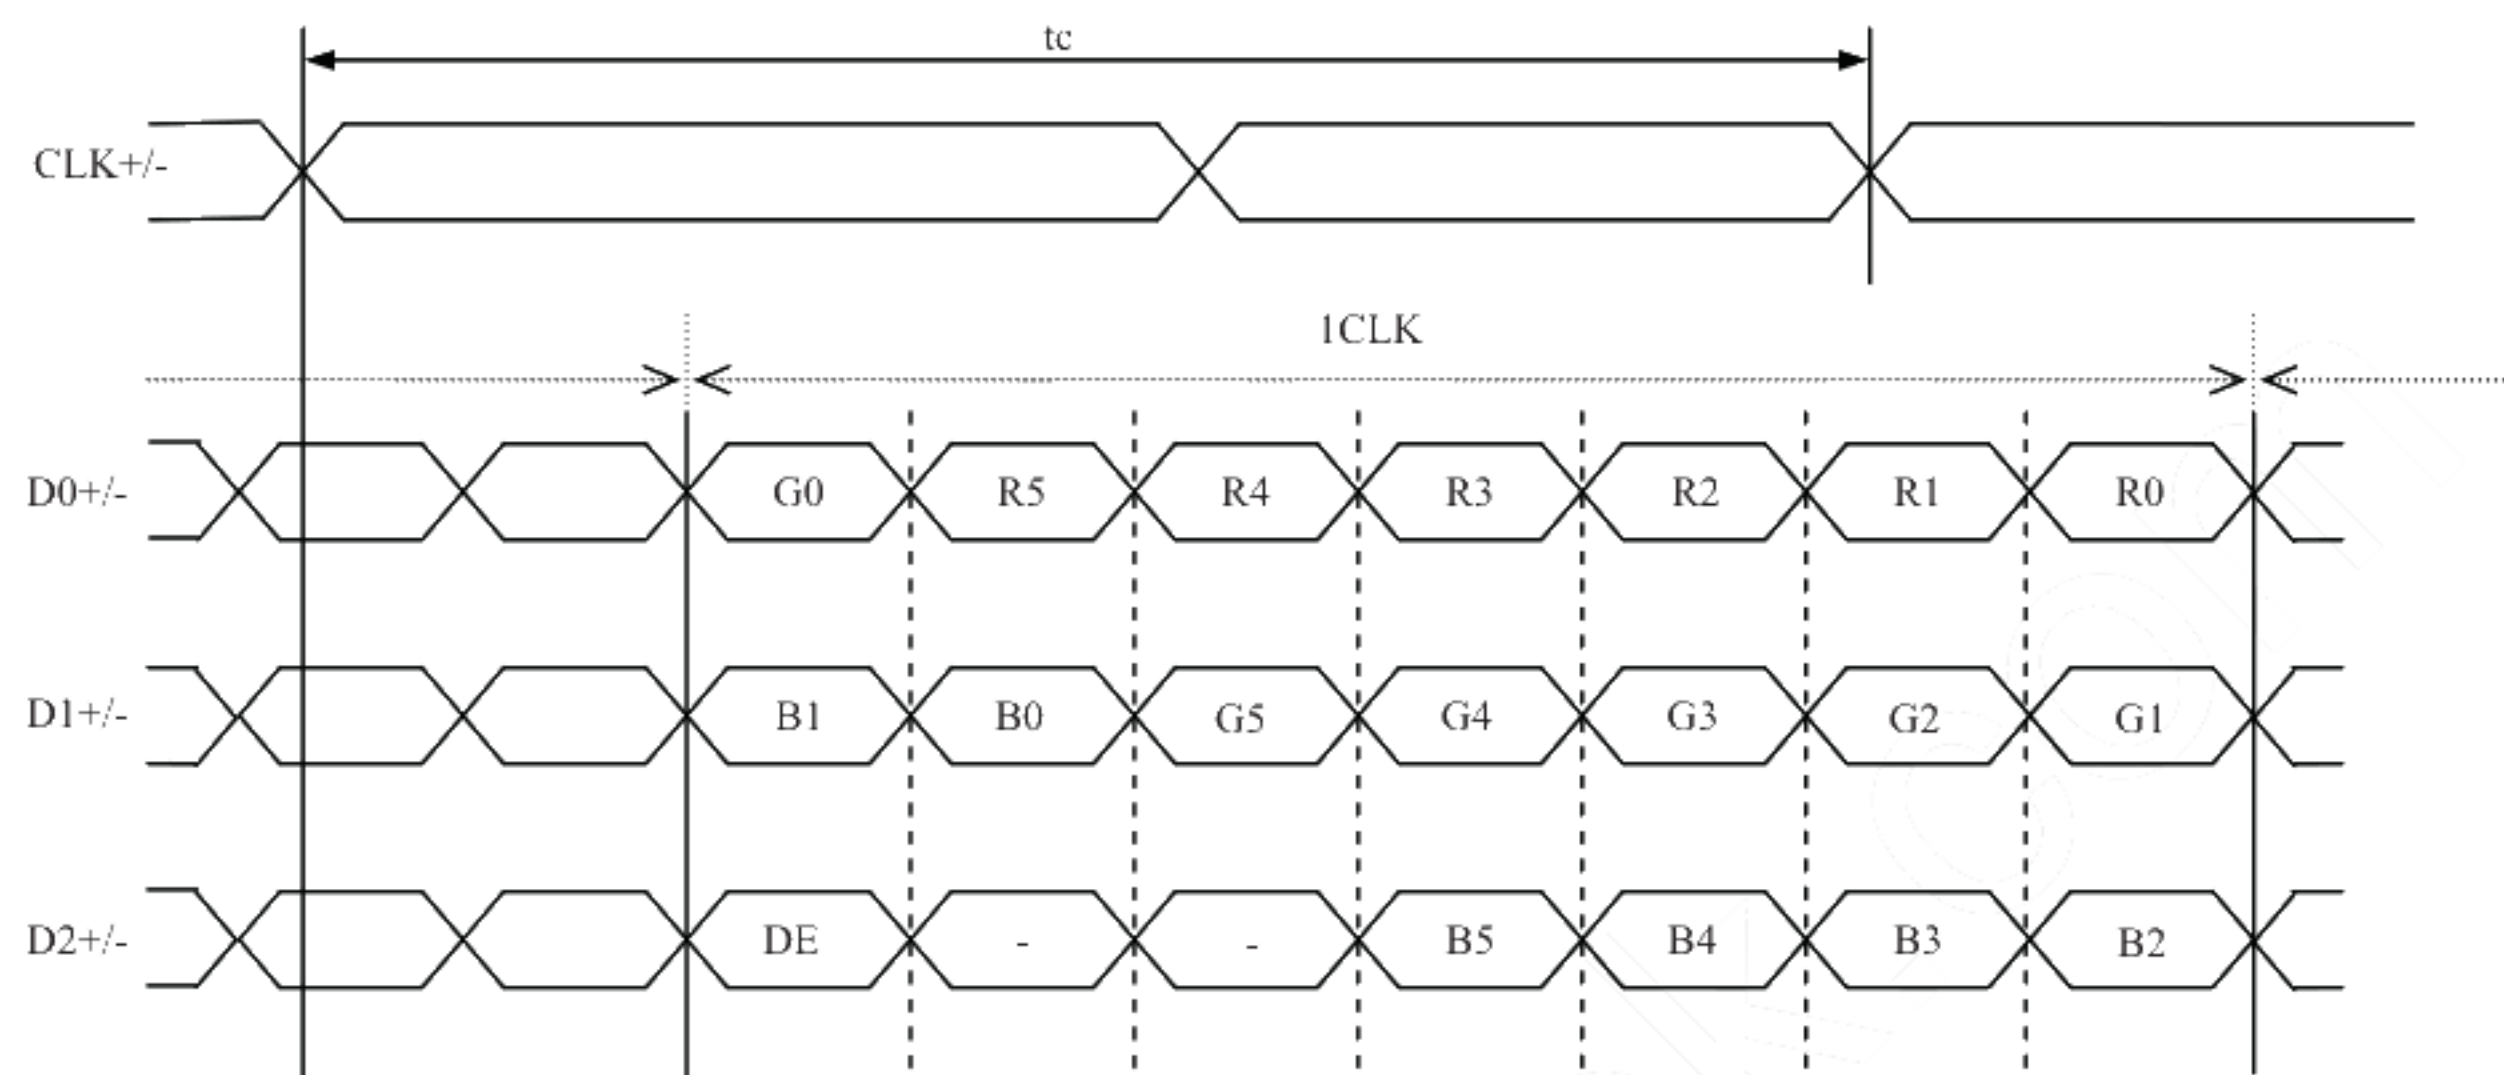 tc
CLK+/-
1CLK
D0+/- G0 R5 R4 R3 R2 R1 R0
D1+/- B1 B0 G5 G4 G3 G2 G1
D2+/- DE - - B5 B4 B3 B2